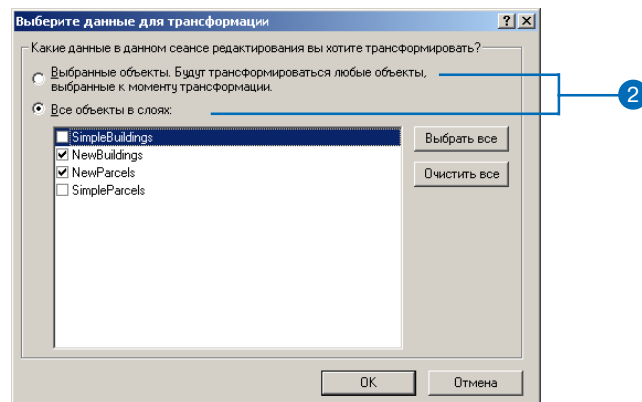 Выберите данные для трансформации
Какие данные в данном сеансе редактирования вы хотите трансформировать?
Выбранные объекты. Будут трансформироваться любые объекты,
выбранные к моменту трансформации.
2
Все объекты в слоях:
SimpleBuildings
Выбрать все
NewBuildings
NewParcels
Очистить все
SimpleParcels
OK
Отмена